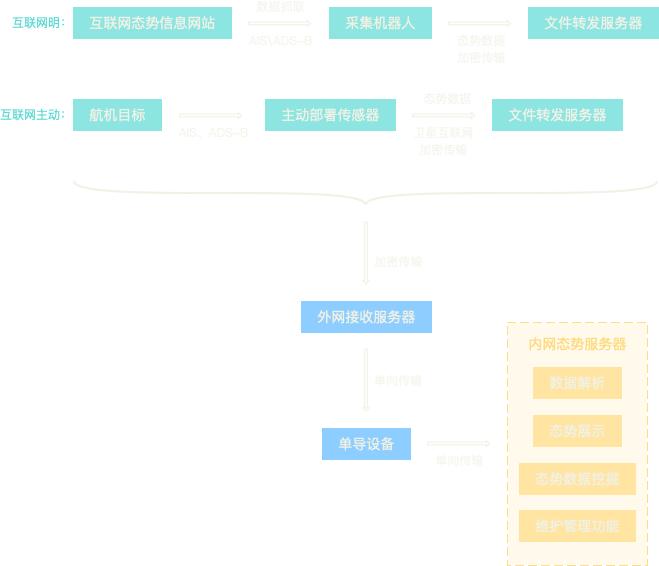 互联网明：
互联网态势信息网站
数据抓取
AIS\ADS-B
采集机器人
态势数据
加密传输
文件转发服务器
互联网主动：
航机目标
AIS、ADS-B
主动部署传感器
态势数据
卫星互联网
加密传输
文件转发服务器
加密传输
外网接收服务器
单向传输
单导设备
单向传输
内网态势服务器
数据解析
态势展示
态势数据挖掘
维护管理功能